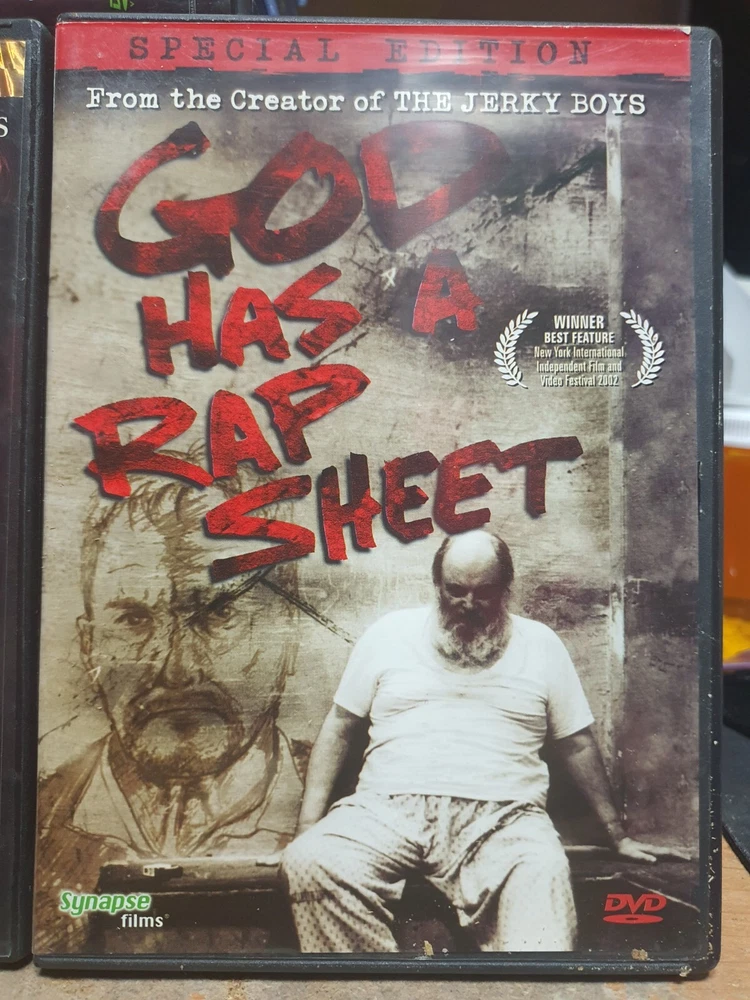 SPECIAL EDITION
From the Creator of THE JERKY BOYS
GOD
HAS A
RAP
SHEET
WINNER
BEST FEATURE
New York International
Independent Film and
Video Festival 2002
Synapse
films®
DVD
S